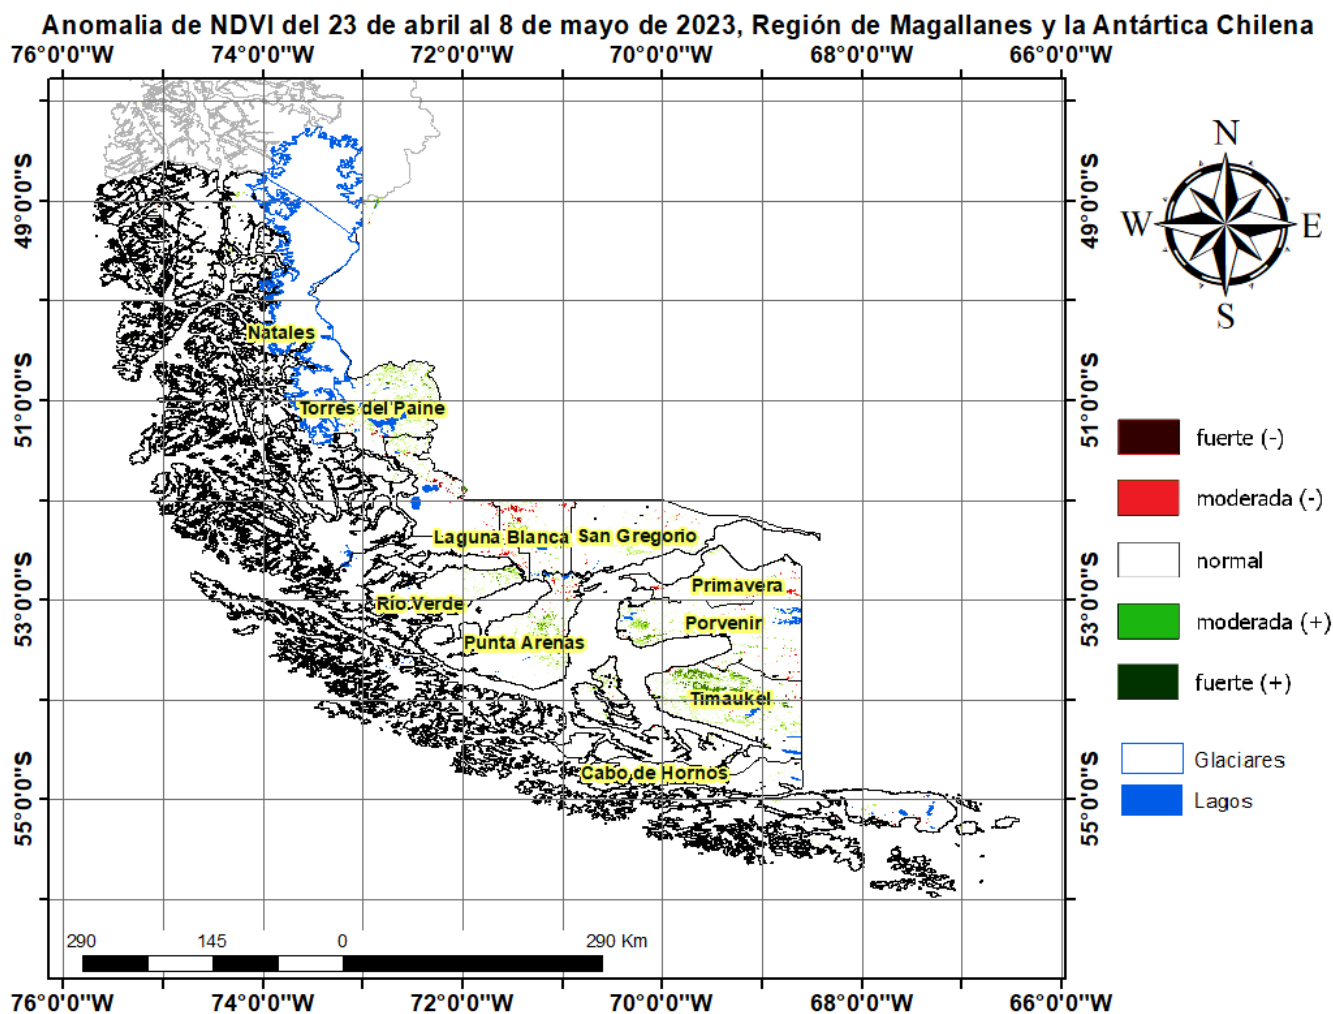 Anomalia de NDVI del 23 de abril al 8 de mayo de 2023, Región de Magallanes y la Antártica Chilena
76°0'0"W 74°0'0"W 72°0'0"W 70°0'0"W 68°0'0"W 66°0'0"W
N
49°0'0"S
49°0'0"S
W
E
S
Natales
51°0'0"S
Torres del Paine
51°0'0"S
fuerte (-)
moderada (-)
Laguna Blanca
San Gregorio
normal
Primavera
53°0'0"S
Río Verde
Porvenir
53°0'0"S
moderada (+)
Punta Arenas
fuerte (+)
Timaukel
Glaciares
Cabo de Hornos
Lagos
55°0'0"S
55°0'0"S
290 145 0 290 Km
76°0'0"W 74°0'0"W 72°0'0"W 70°0'0"W 68°0'0"W 66°0'0"W